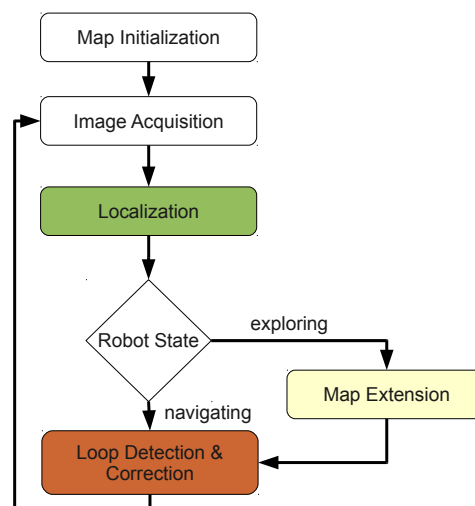 Map Initialization
Image Acquisition
Localization
Robot State
exploring
Map Extension
navigating
Loop Detection &
Correction